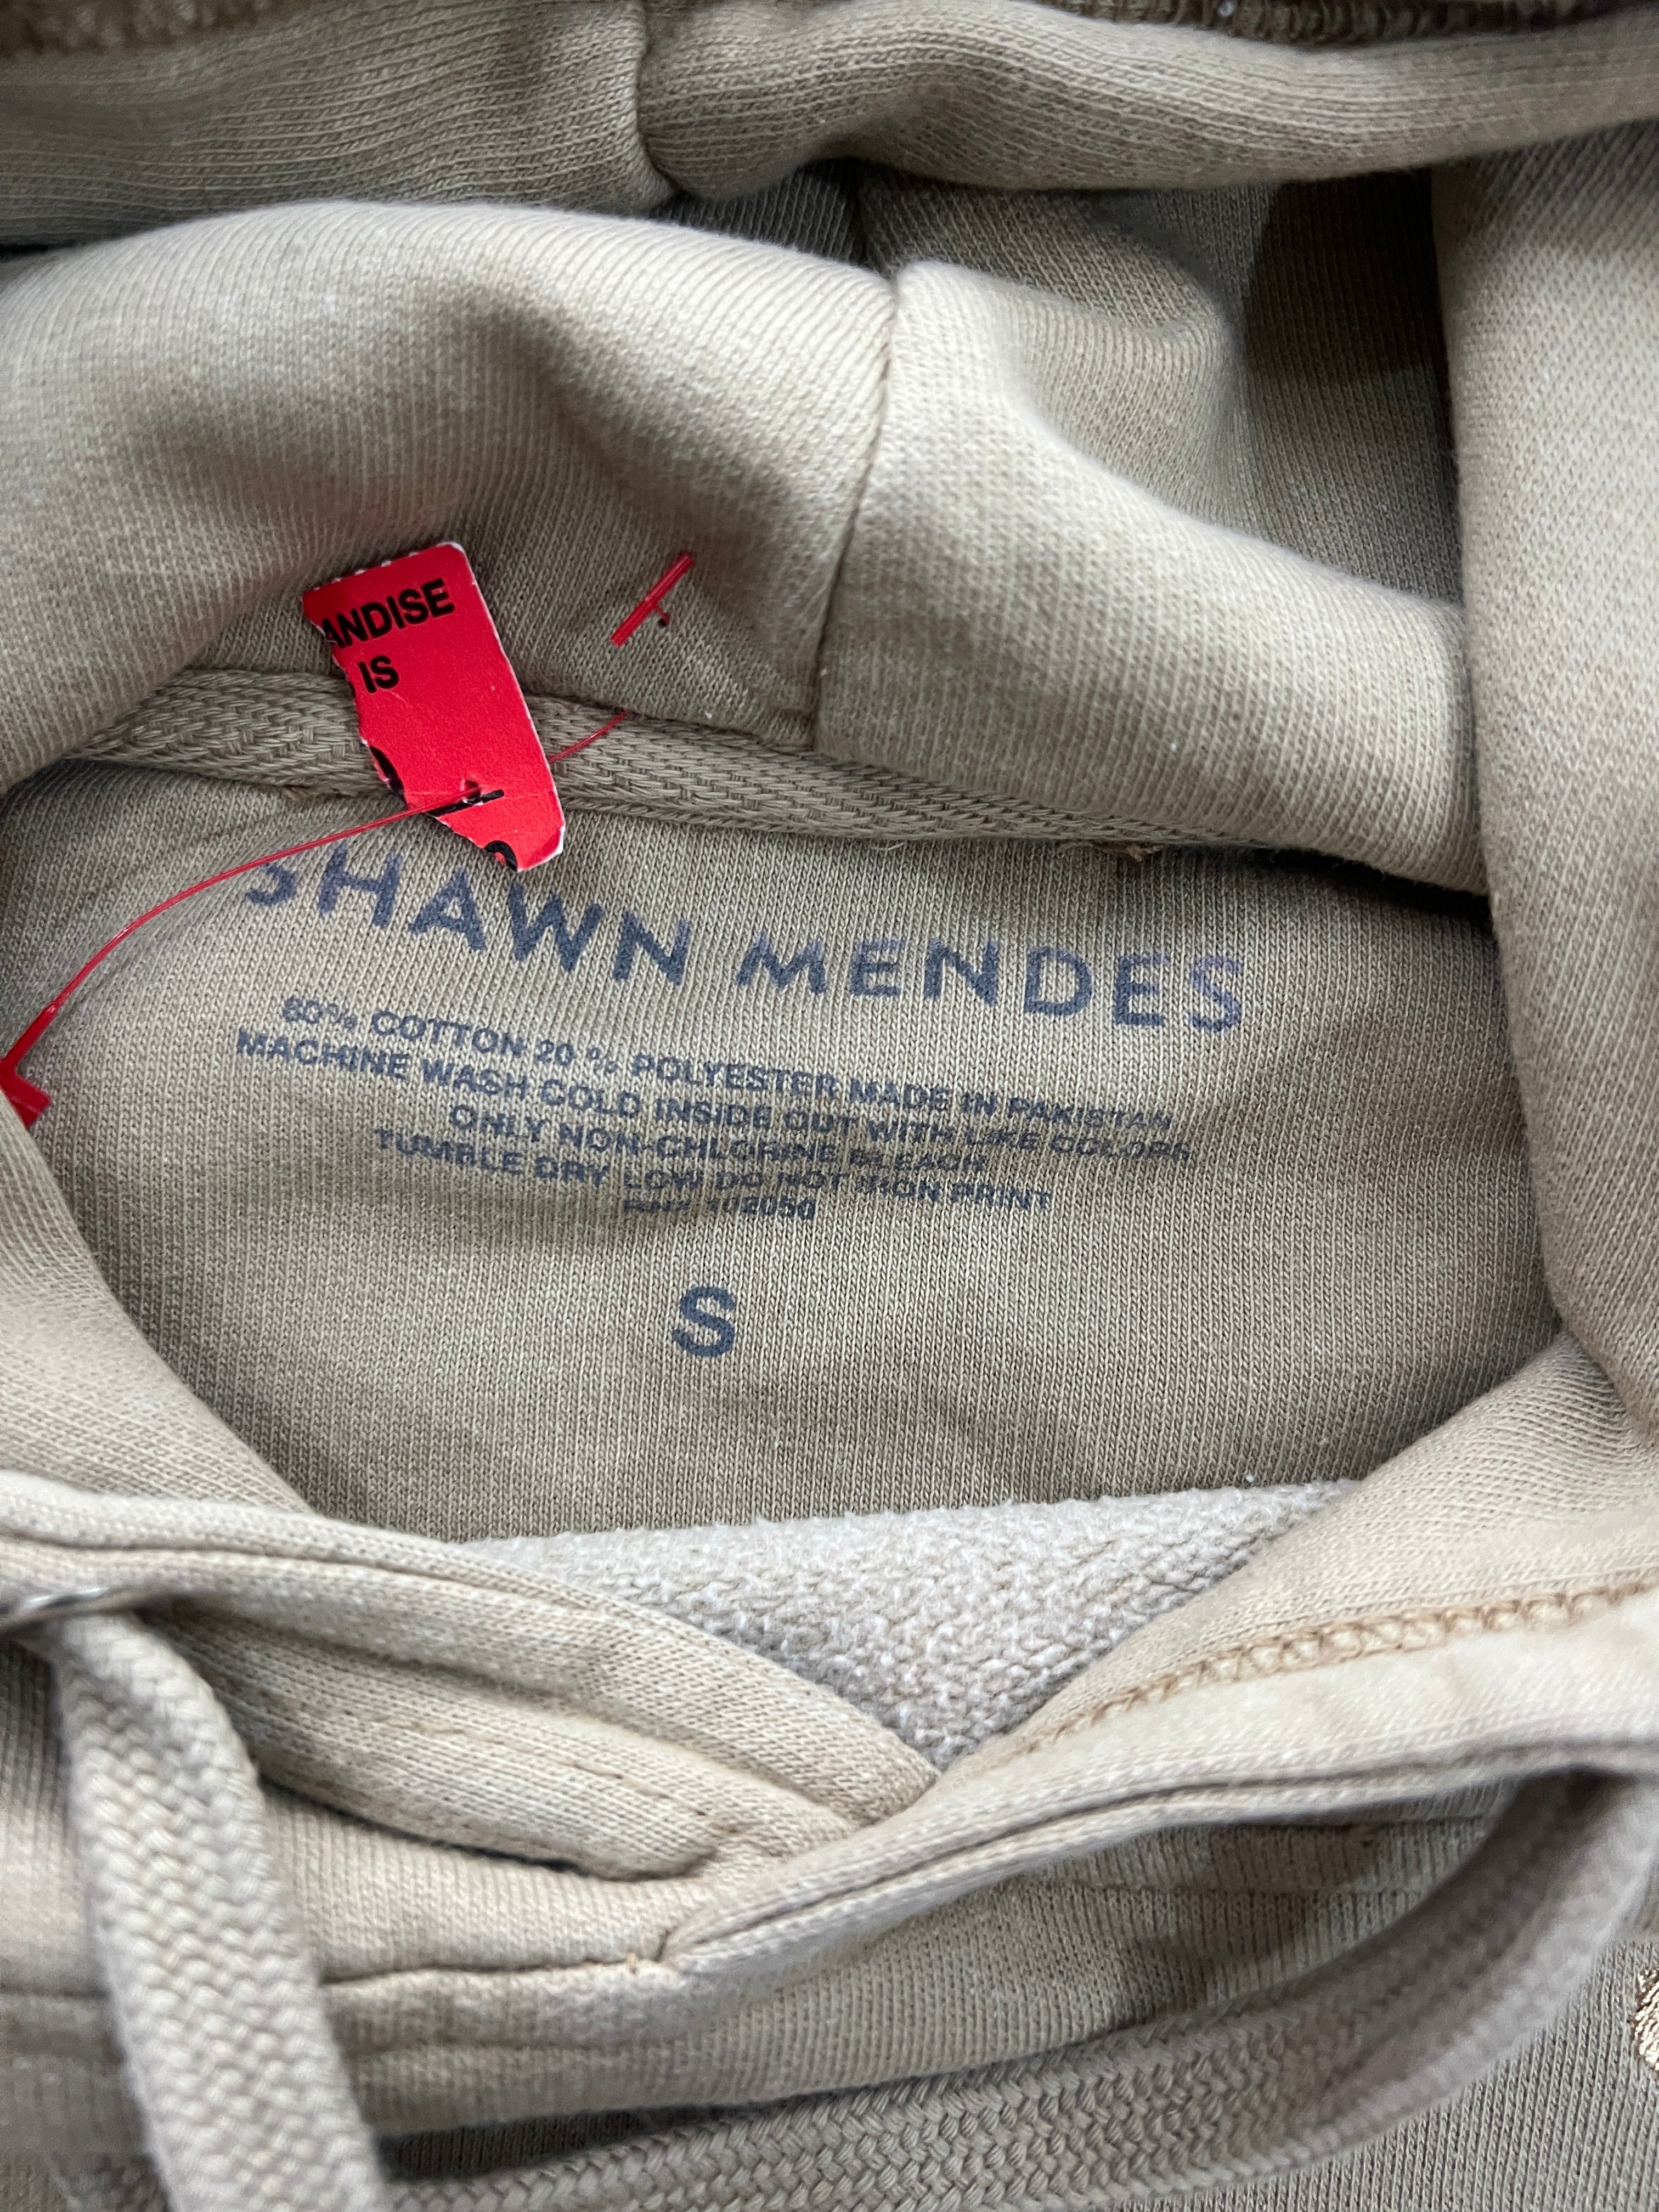 ANDISE
IS
SHAWN MENDES
80% COTTON 20 % POLYESTER MADE IN PAKISTAN
MACHINE WASH COLD INSIDE OUT WITH LIKE COLORS
ONLY NON-CHLORINE BLEACH
TUMBLE DRY LOW DO NOT IRON PRINT
S